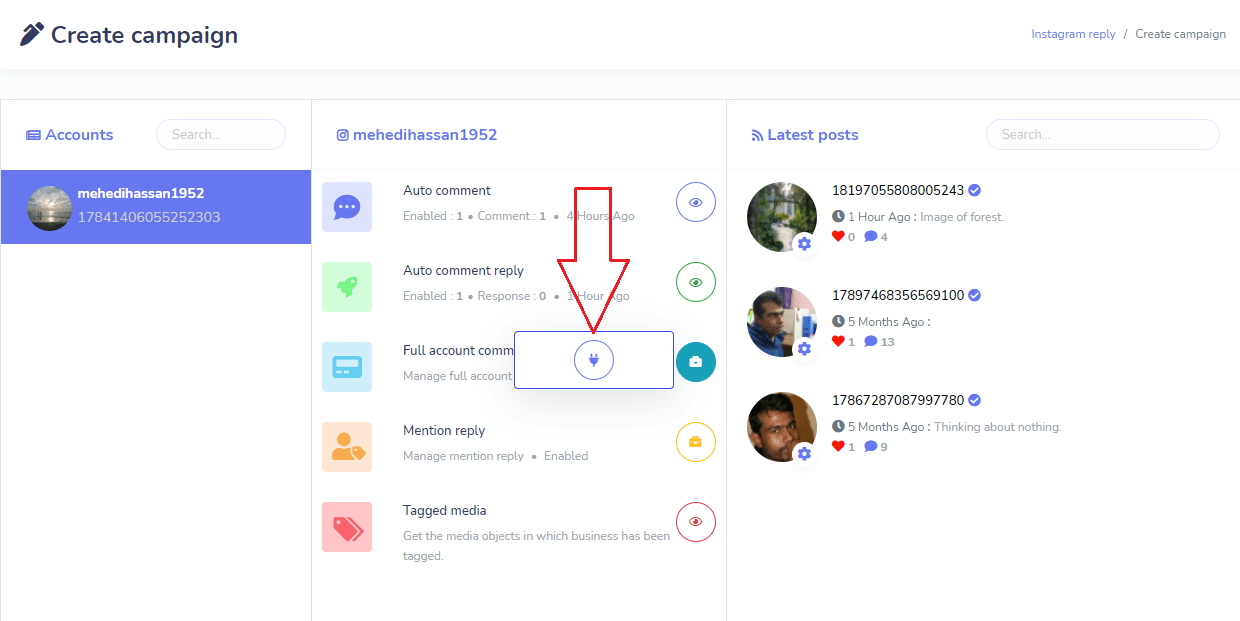 Create campaign
Instagram reply / Create campaign
Accounts
Search...
mehedihassan1952
17841406055252303
mehedihassan1952
Auto comment
Enabled : 1 • Comment : 1 • 4 Hours Ago
Auto comment reply
Enabled : 1 • Response : 0 • 1 Hour Ago
Full account comm
Manage full account
Mention reply
Manage mention reply • Enabled
Tagged media
Get the media objects in which business has been
tagged.
Latest posts
Search...
18197055808005243
1 Hour Ago : Image of forest.
0 4
17897468356569100
5 Months Ago :
1 13
17867287087997780
5 Months Ago : Thinking about nothing.
1 9